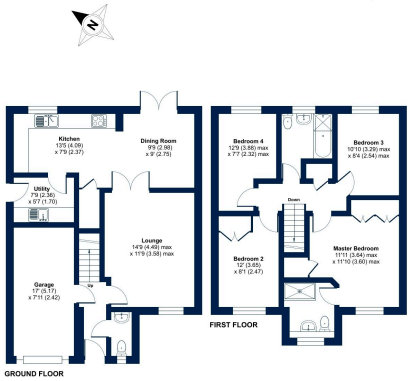 N
Kitchen
13'5 (4.09)
x 7'9 (2.37)
Dining Room
9'9 (2.98)
x 9' (2.75)
Utility
7'9 (2.36)
x 5'7 (1.70)
Lounge
14'9 (4.49) max
x 11'9 (3.58) max
Garage
17' (5.17)
x 7'11 (2.42)
Up
GROUND FLOOR
Bedroom 4
12'9 (3.88) max
x 7'7 (2.32) max
Bedroom 3
10'10 (3.29) max
x 8'4 (2.54) max
Down
Bedroom 2
12' (3.65)
x 8'1 (2.47)
Master Bedroom
11'11 (3.64) max
x 11'10 (3.60) max
FIRST FLOOR